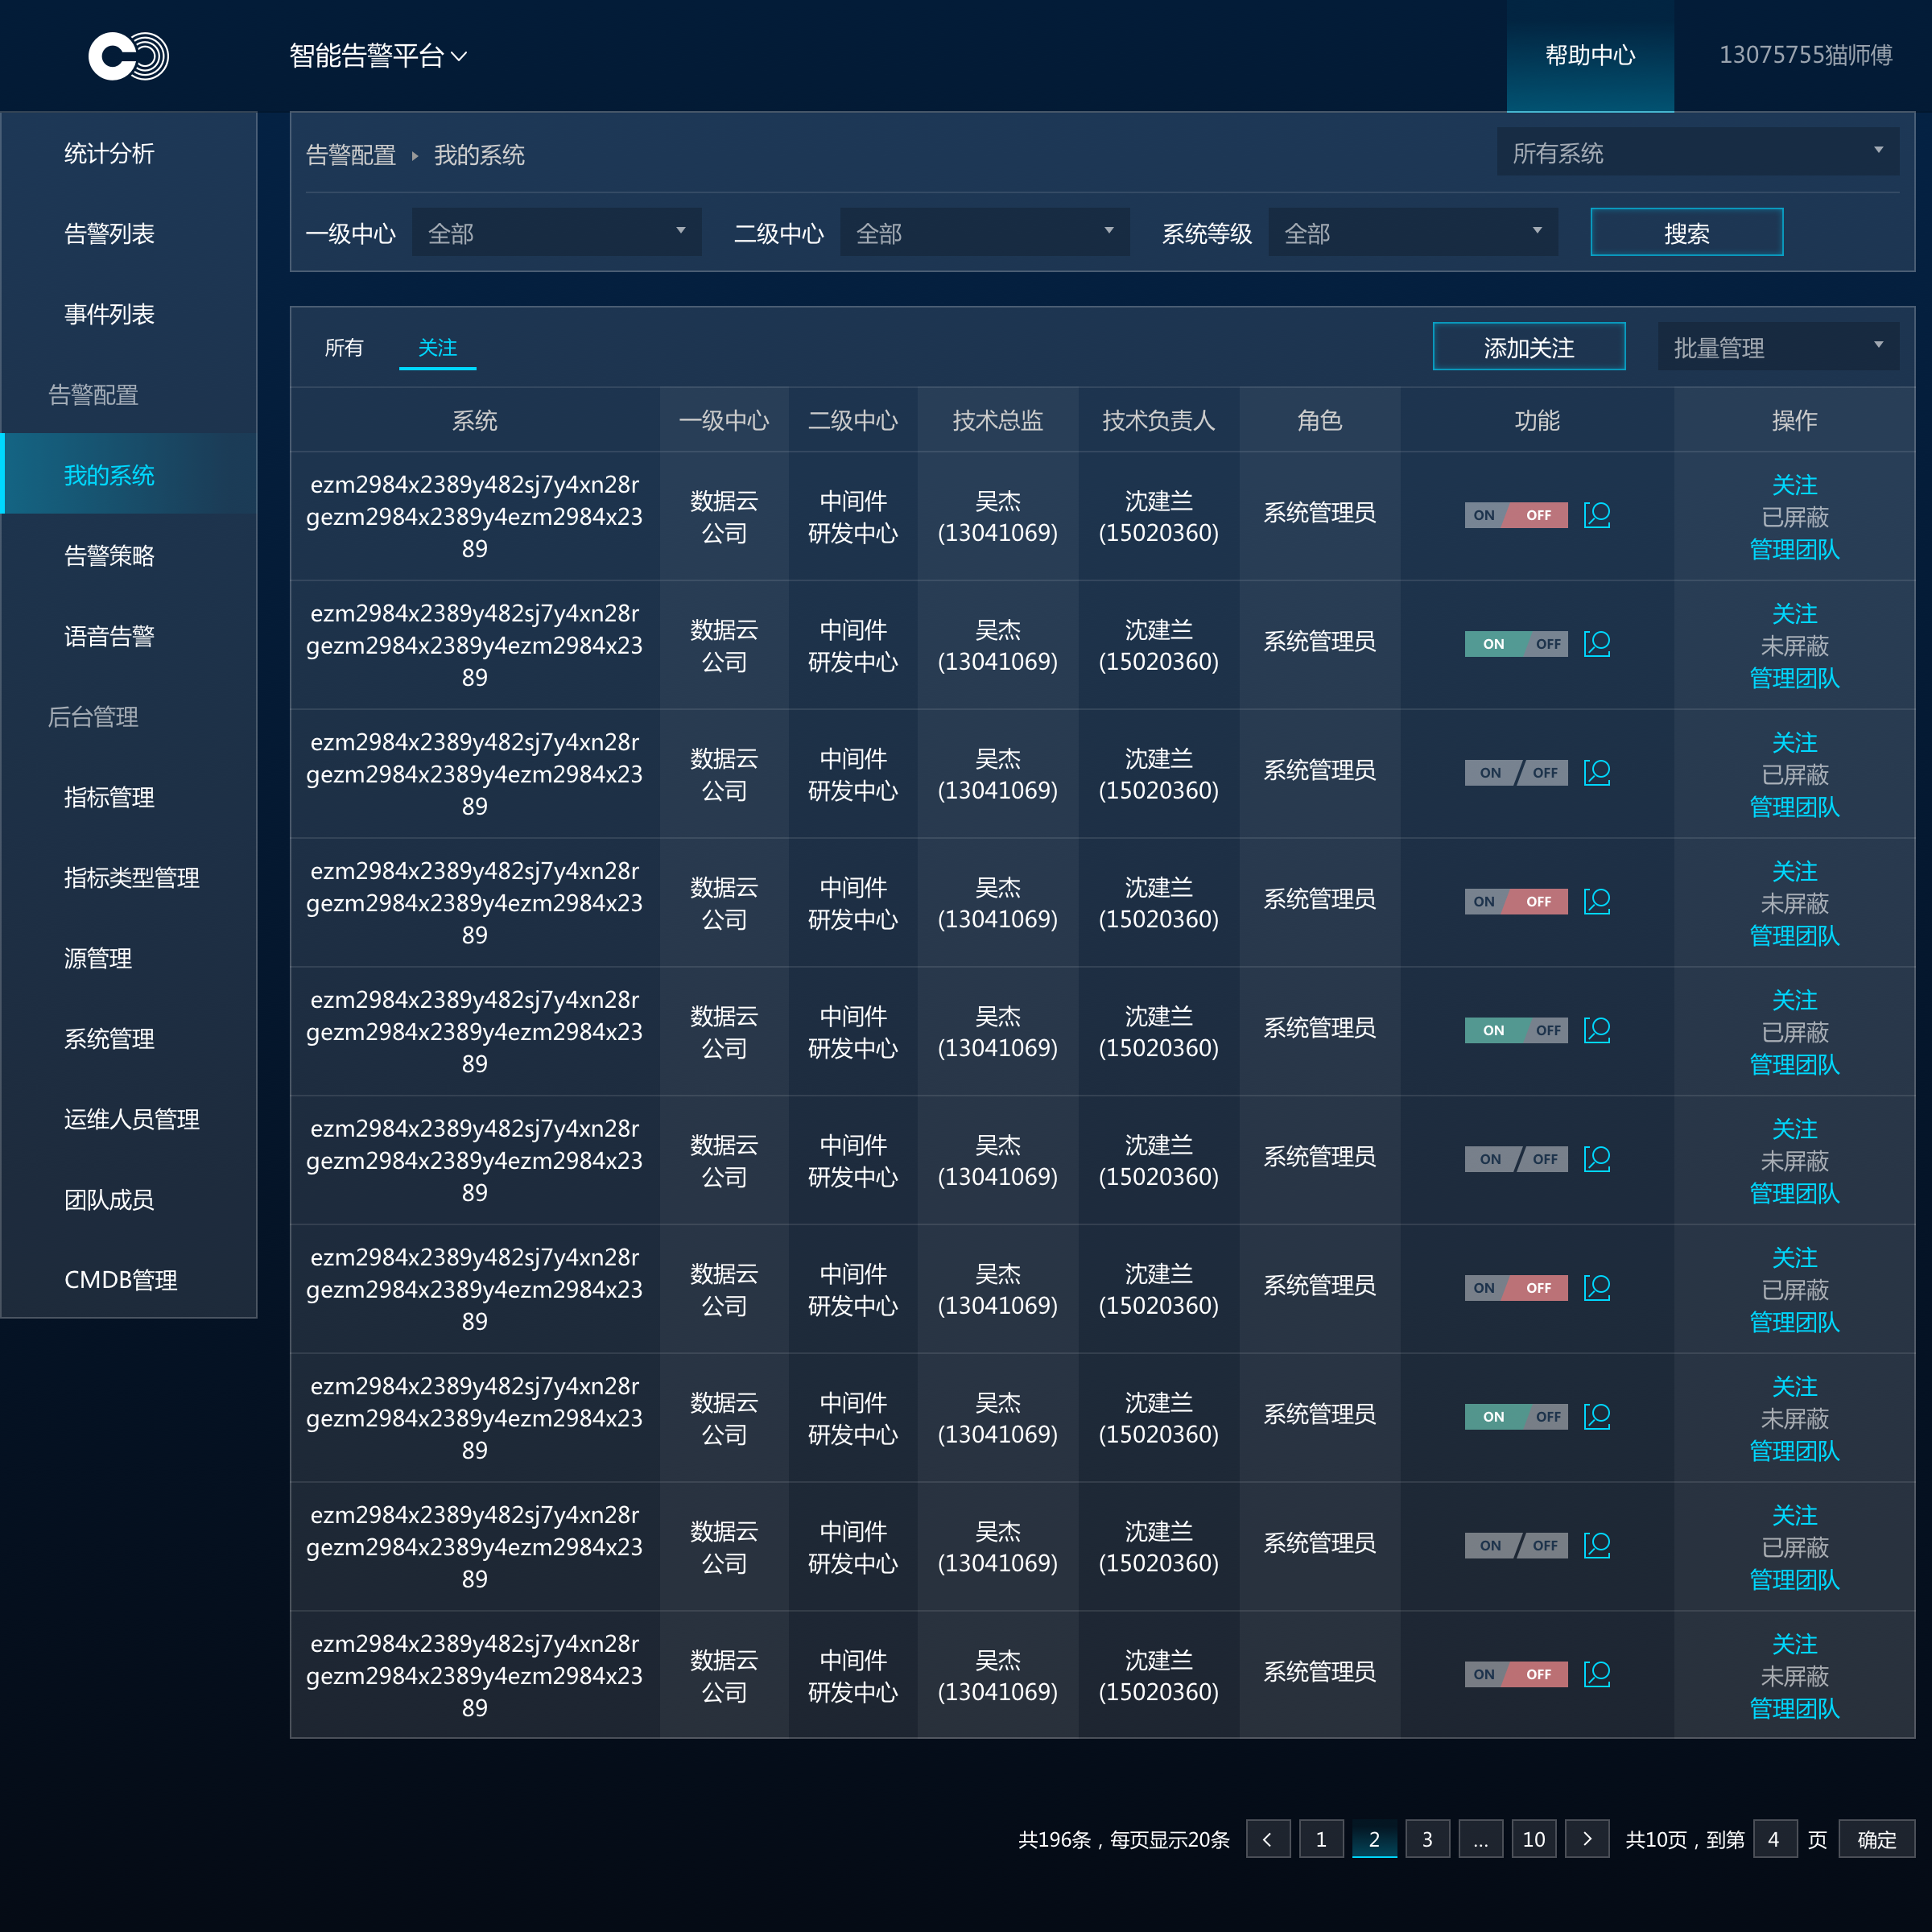 智能告警平台
帮助中心
13075755猫师傅
统计分析
告警列表
事件列表
告警配置
我的系统
告警策略
语音告警
后台管理
指标管理
指标类型管理
源管理
系统管理
运维人员管理
团队成员
CMDB管理
告警配置 我的系统
所有系统
一级中心 全部 二级中心 全部 系统等级 全部 搜索
所有 关注 添加关注 批量管理
系统 一级中心 二级中心 技术总监 技术负责人 角色 功能 操作
ezm2984x2389y482sj7y4xn28r
gezm2984x2389y4ezm2984x23
89
数据云
公司
中间件
研发中心
吴杰
(13041069)
沈建兰
(15020360)
系统管理员
ON OFF
关注
已屏蔽
管理团队
ezm2984x2389y482sj7y4xn28r
gezm2984x2389y4ezm2984x23
89
数据云
公司
中间件
研发中心
吴杰
(13041069)
沈建兰
(15020360)
系统管理员
ON OFF
关注
未屏蔽
管理团队
ezm2984x2389y482sj7y4xn28r
gezm2984x2389y4ezm2984x23
89
数据云
公司
中间件
研发中心
吴杰
(13041069)
沈建兰
(15020360)
系统管理员
ON OFF
关注
已屏蔽
管理团队
ezm2984x2389y482sj7y4xn28r
gezm2984x2389y4ezm2984x23
89
数据云
公司
中间件
研发中心
吴杰
(13041069)
沈建兰
(15020360)
系统管理员
ON OFF
关注
未屏蔽
管理团队
ezm2984x2389y482sj7y4xn28r
gezm2984x2389y4ezm2984x23
89
数据云
公司
中间件
研发中心
吴杰
(13041069)
沈建兰
(15020360)
系统管理员
ON OFF
关注
已屏蔽
管理团队
ezm2984x2389y482sj7y4xn28r
gezm2984x2389y4ezm2984x23
89
数据云
公司
中间件
研发中心
吴杰
(13041069)
沈建兰
(15020360)
系统管理员
ON OFF
关注
未屏蔽
管理团队
ezm2984x2389y482sj7y4xn28r
gezm2984x2389y4ezm2984x23
89
数据云
公司
中间件
研发中心
吴杰
(13041069)
沈建兰
(15020360)
系统管理员
ON OFF
关注
已屏蔽
管理团队
ezm2984x2389y482sj7y4xn28r
gezm2984x2389y4ezm2984x23
89
数据云
公司
中间件
研发中心
吴杰
(13041069)
沈建兰
(15020360)
系统管理员
ON OFF
关注
未屏蔽
管理团队
ezm2984x2389y482sj7y4xn28r
gezm2984x2389y4ezm2984x23
89
数据云
公司
中间件
研发中心
吴杰
(13041069)
沈建兰
(15020360)
系统管理员
ON OFF
关注
已屏蔽
管理团队
ezm2984x2389y482sj7y4xn28r
gezm2984x2389y4ezm2984x23
89
数据云
公司
中间件
研发中心
吴杰
(13041069)
沈建兰
(15020360)
系统管理员
ON OFF
关注
未屏蔽
管理团队
共196条，每页显示20条 < 1 2 3 ... 10 > 共10页，到第 4 页 确定